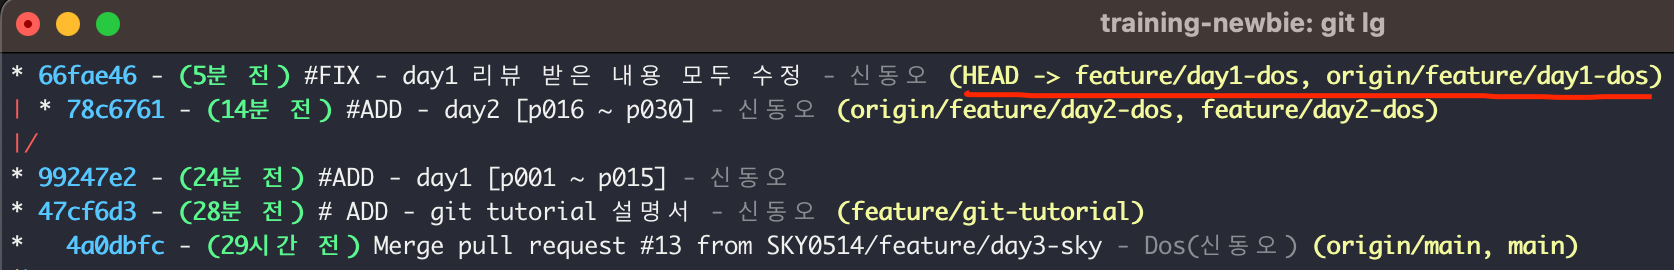 training-newbie: git lg
* 66fae46 - (5분 전) #FIX - day1 리뷰 받은 내용 모두 수정 - 신동오 (HEAD -> feature/day1-dos, origin/feature/day1-dos)
| * 78c6761 - (14분 전) #ADD - day2 [p016 ~ p030] - 신동오 (origin/feature/day2-dos, feature/day2-dos)
|/
* 99247e2 - (24분 전) #ADD - day1 [p001 ~ p015] - 신동오
* 47cf6d3 - (28분 전) # ADD - git tutorial 설명서 - 신동오 (feature/git-tutorial)
*   4a0dbfc - (29시간 전) Merge pull request #13 from SKY0514/feature/day3-sky - Dos(신동오) (origin/main, main)